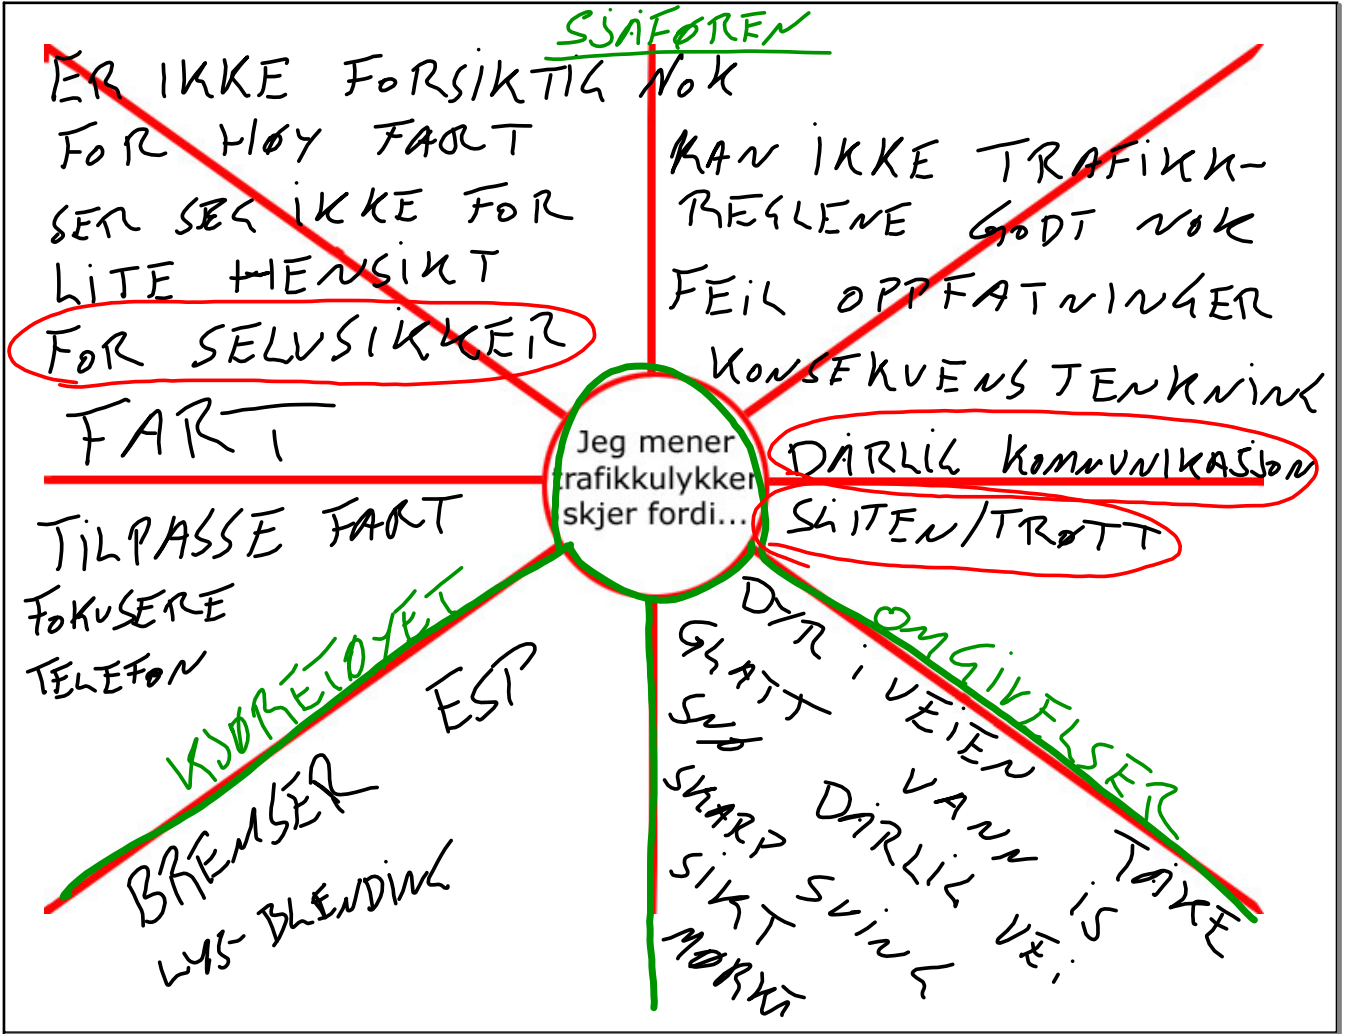 SJÅFØREN
ER IKKE FORSIKTIG NOK
FOR HØY FART
SER SEG IKKE FOR
LITE HENSIKT
FOR SELVSIKKER
FART
TILPASSE FART
FOKUSERE
TELEFON
KAN IKKE TRAFIKK-
REGLENE GODT NOK
FEIL OPPFATNINGER
KONSEKVENSTENKNING
DÅRLIG KOMMUNIKASJON
SLITEN/TRØTT
Jeg mener
trafikkulykker
skjer fordi...
KJØRETØYET
ESP
BREMSER
LYS-BLENDING
OMGIVELSER
DYR I VEIEN
GLATT
VANN
IS
TÅKE
SNØ
DÅRLIG VEI
SKARP SVING
SIKT
MØRKT